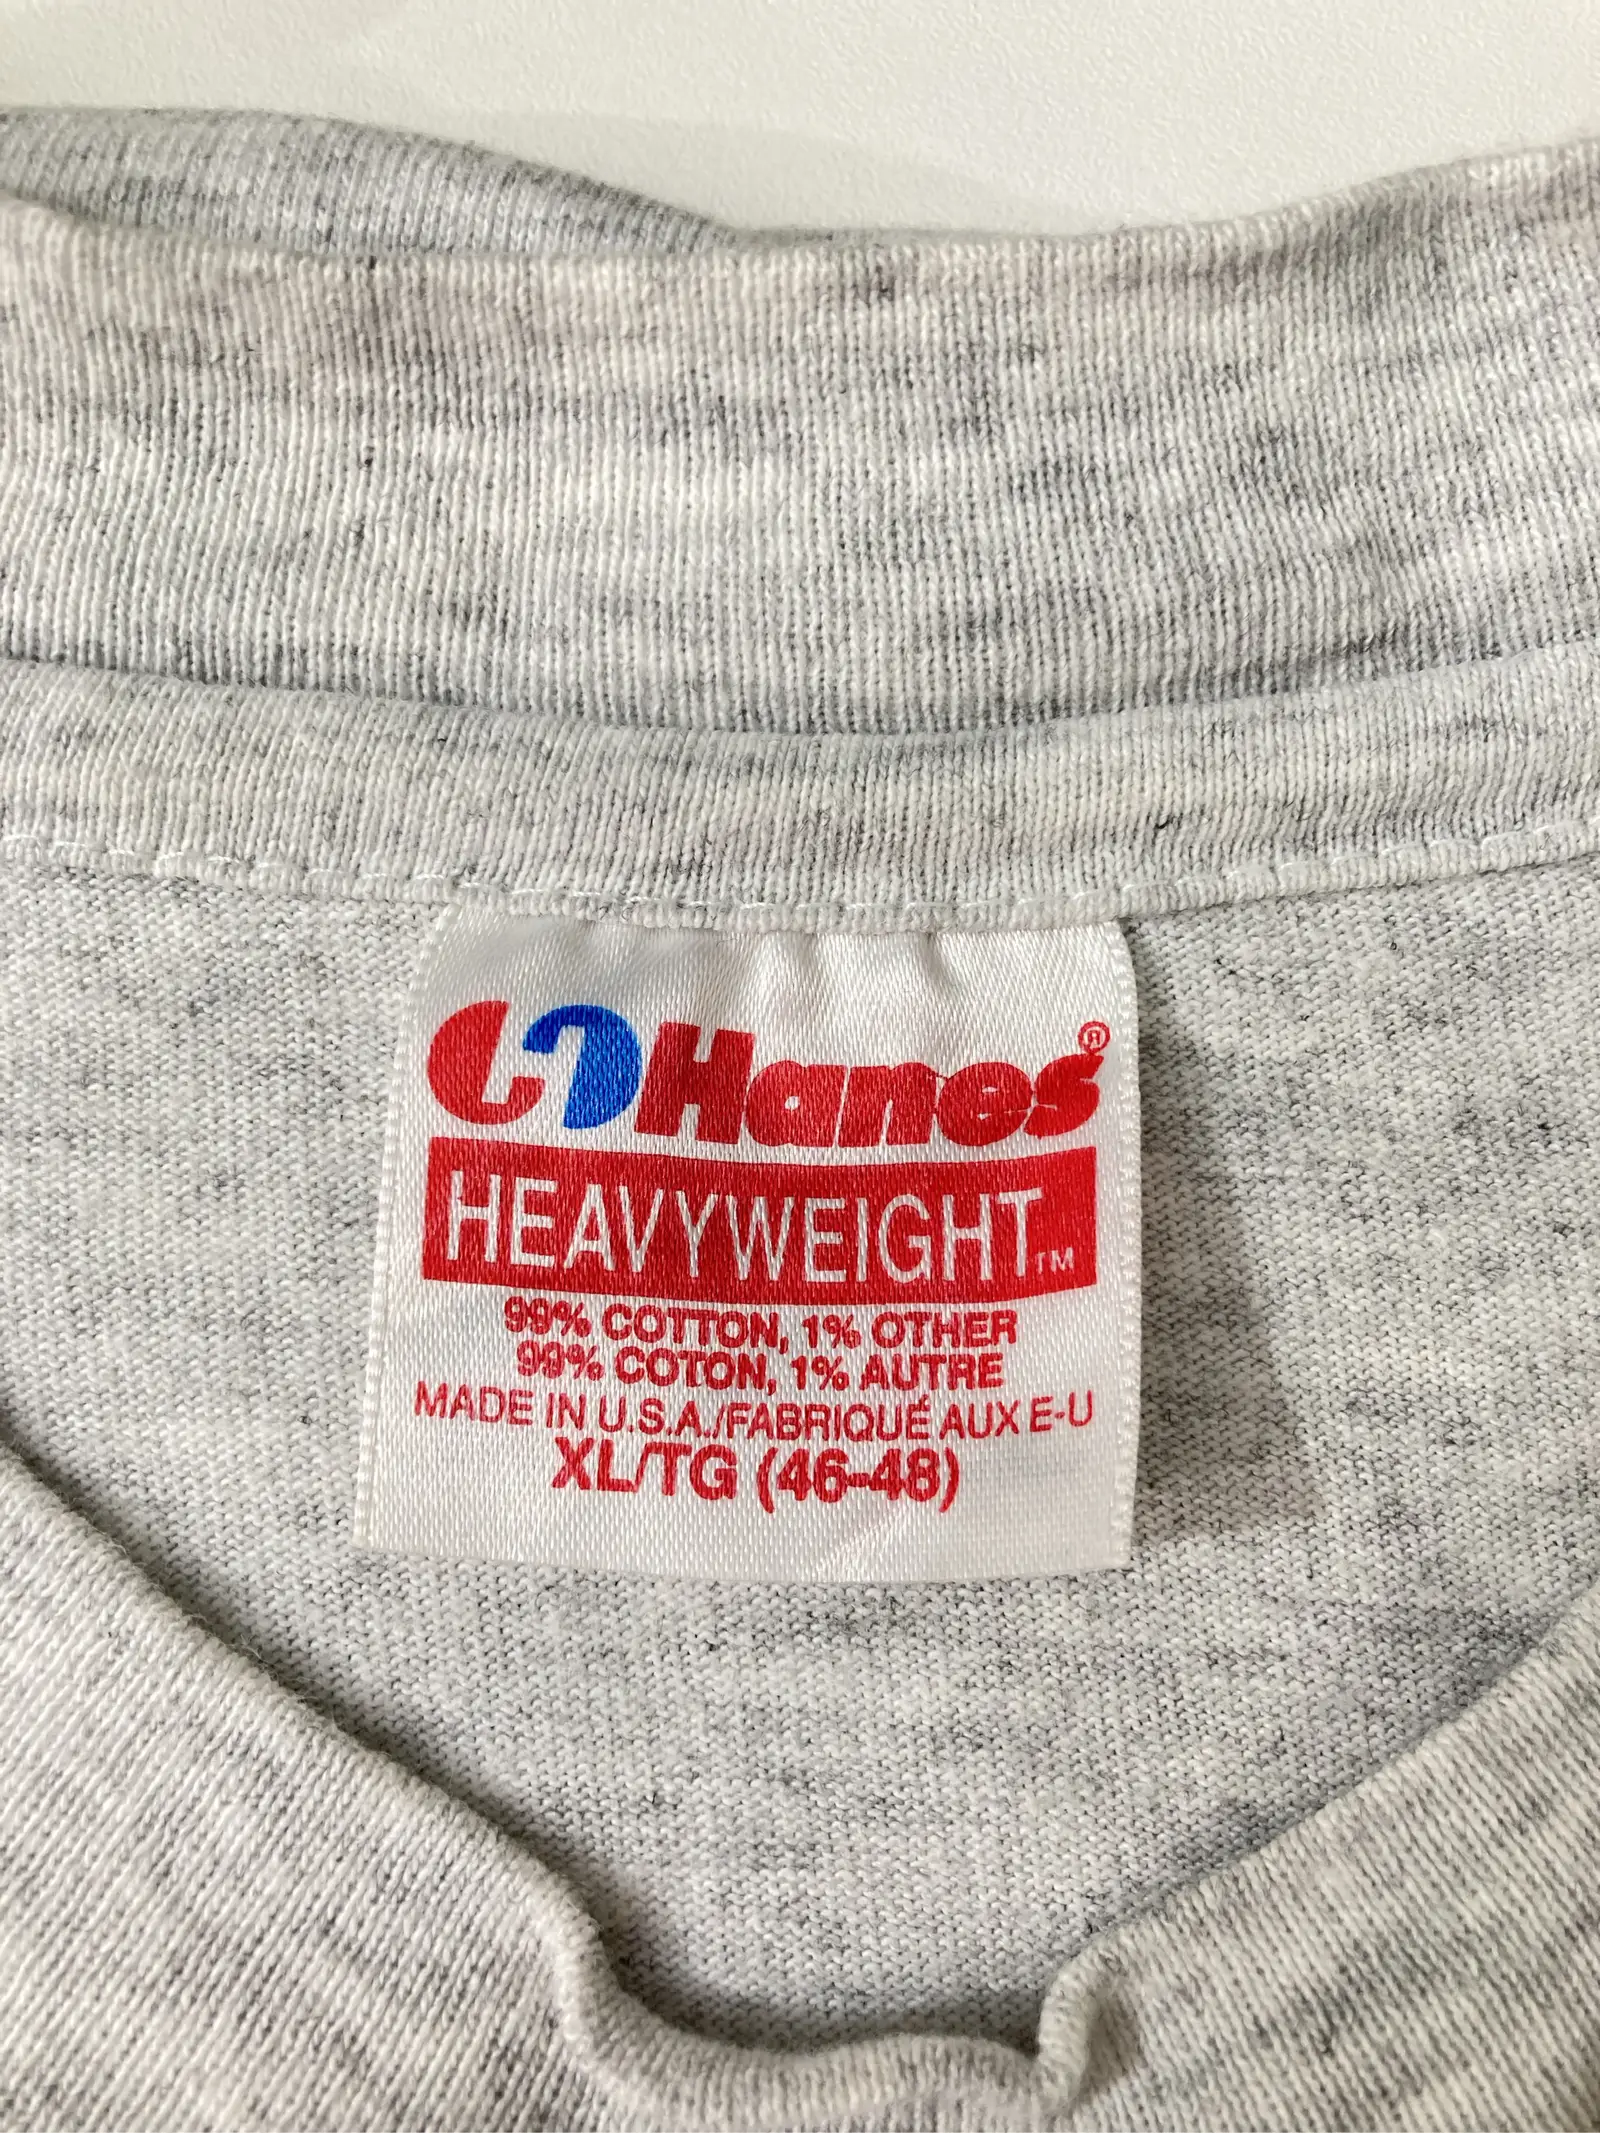 Hanes®
HEAVYWEIGHT™
99% COTTON, 1% OTHER
99% COTON, 1% AUTRE
MADE IN U.S.A./FABRIQUÉ AUX E-U
XL/TG (46-48)